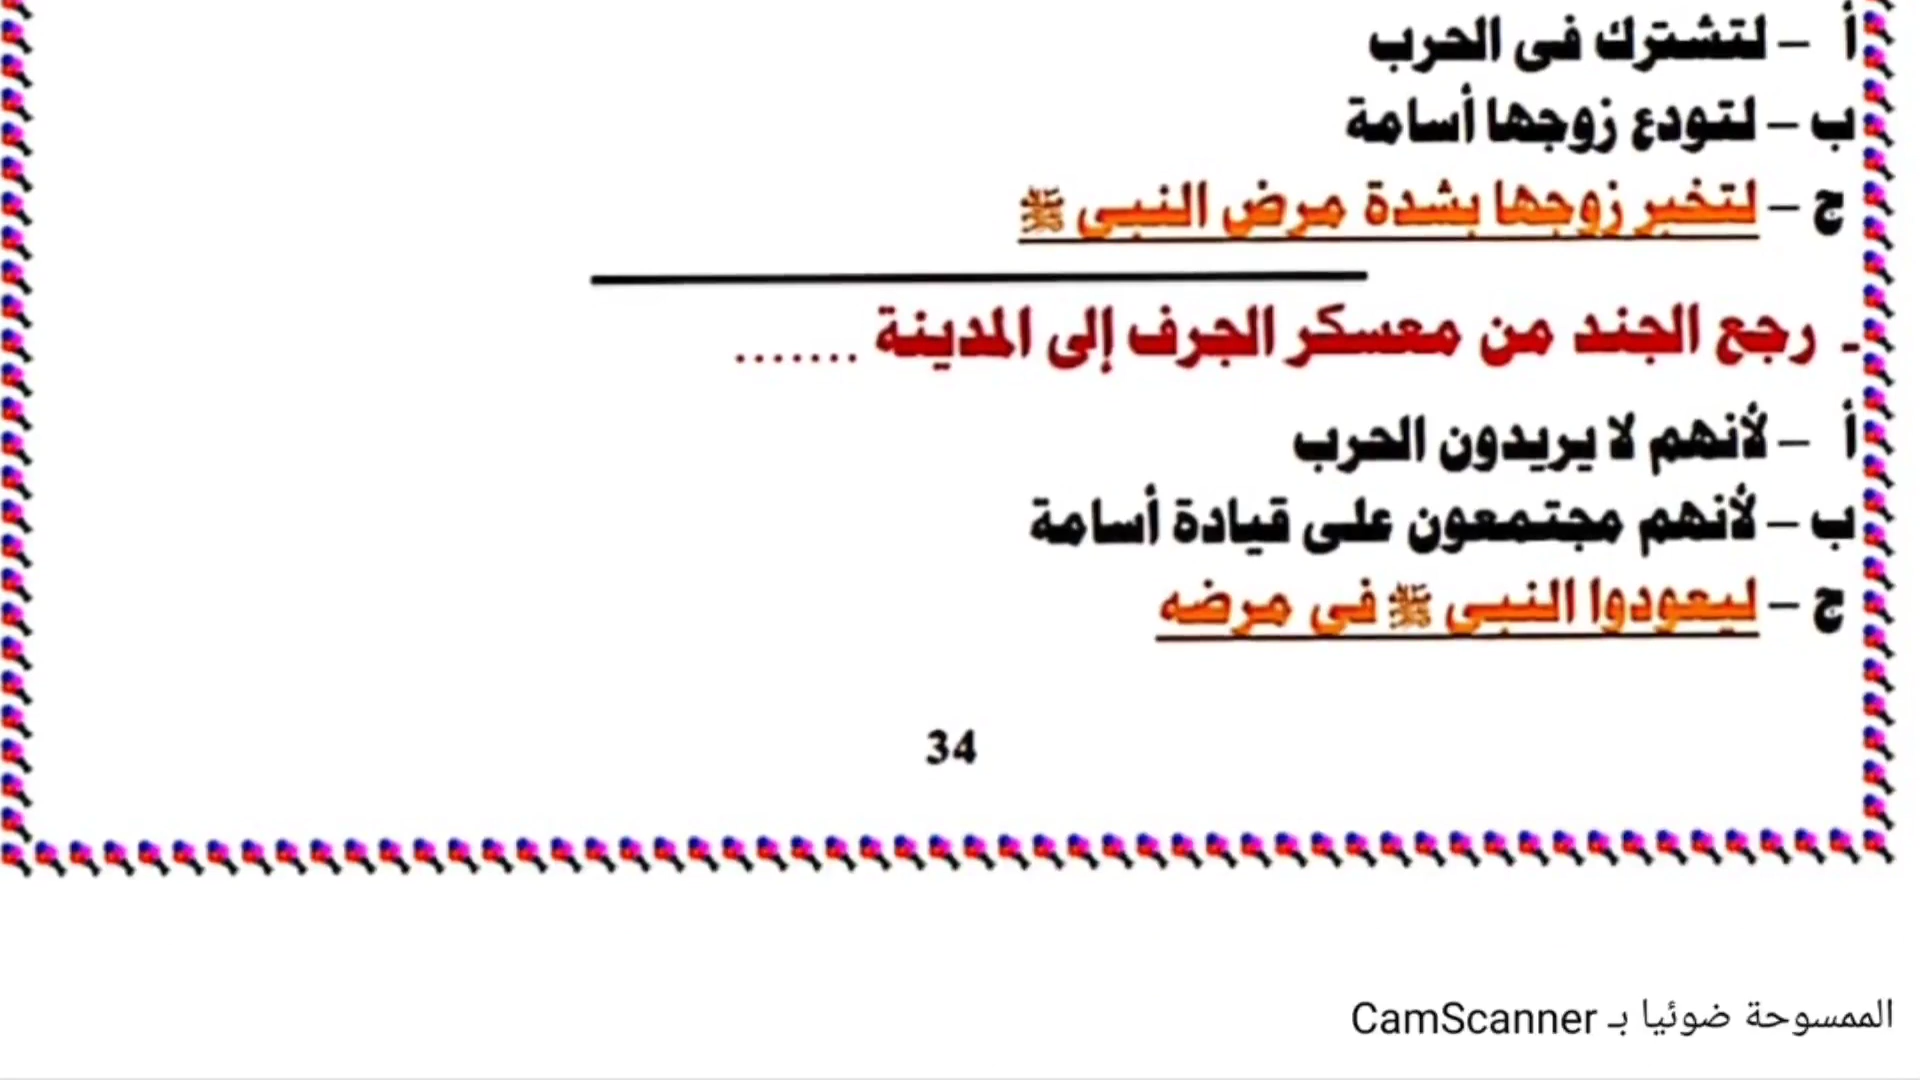 أ – لتشترك فى الحرب
ب – لتودع زوجها أسامة
ج – لتخبر زوجها بشدة مرض النبى ﷺ
- رجع الجند من معسكر الجرف إلى المدينة .......
أ – لأنهم لا يريدون الحرب
ب – لأنهم مجتمعون على قيادة أسامة
ج – ليعودوا النبى ﷺ فى مرضه
34
الممسوحة ضوئيا بـ CamScanner